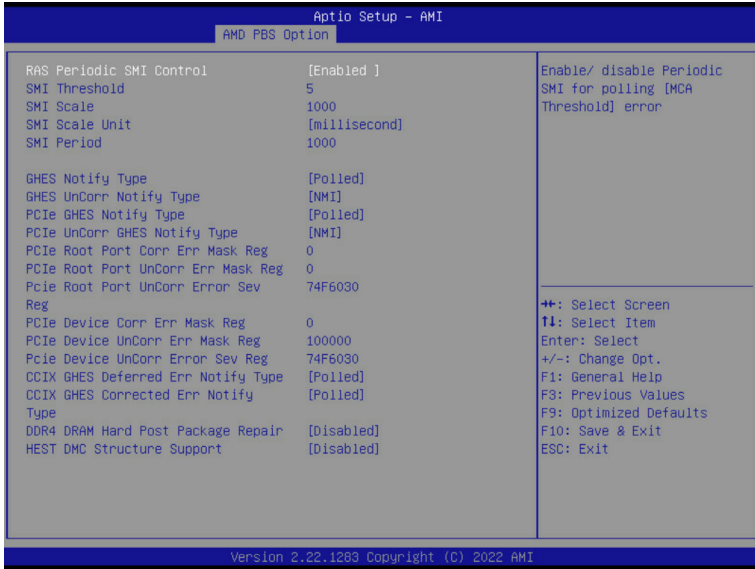 Aptio Setup - AMI
AMD PBS Option
RAS Periodic SMI Control [Enabled ]
SMI Threshold 5
SMI Scale 1000
SMI Scale Unit [millisecond]
SMI Period 1000
GHES Notify Type [Polled]
GHES UnCorr Notify Type [NMI]
PCIe GHES Notify Type [Polled]
PCIe UnCorr GHES Notify Type [NMI]
PCIe Root Port Corr Err Mask Reg 0
PCIe Root Port UnCorr Err Mask Reg 0
Pcie Root Port UnCorr Error Sev 74F6030
Reg
PCIe Device Corr Err Mask Reg 0
PCIe Device UnCorr Err Mask Reg 100000
Pcie Device UnCorr Error Sev Reg 74F6030
CCIX GHES Deferred Err Notify Type [Polled]
CCIX GHES Corrected Err Notify [Polled]
Type
DDR4 DRAM Hard Post Package Repair [Disabled]
HEST DMC Structure Support [Disabled]
Enable/ disable Periodic
SMI for polling [MCA
Threshold] error
→←: Select Screen
↑↓: Select Item
Enter: Select
+/-: Change Opt.
F1: General Help
F3: Previous Values
F9: Optimized Defaults
F10: Save & Exit
ESC: Exit
Version 2.22.1283 Copyright (C) 2022 AMI